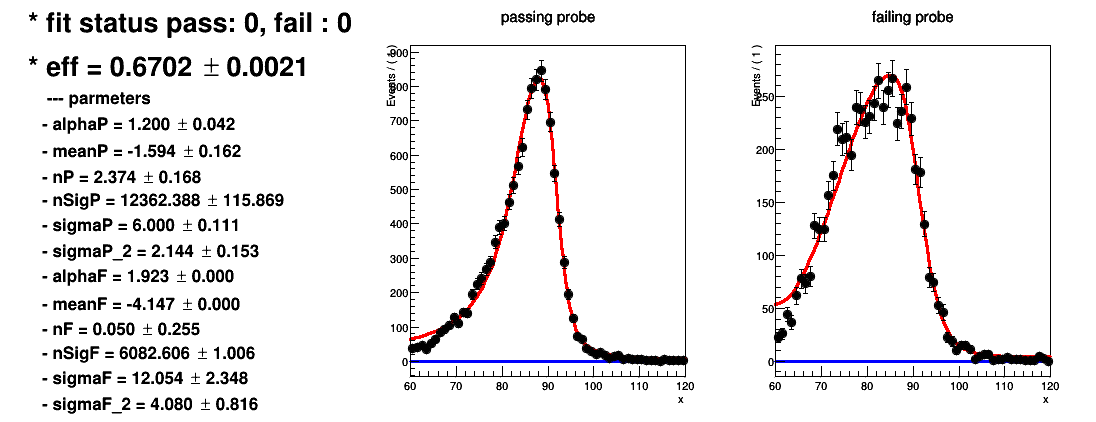 * fit status pass: 0, fail : 0
* eff = 0.6702 ± 0.0021
--- parmeters
- alphaP = 1.200 ± 0.042
- meanP = -1.594 ± 0.162
- nP = 2.374 ± 0.168
- nSigP = 12362.388 ± 115.869
- sigmaP = 6.000 ± 0.111
- sigmaP_2 = 2.144 ± 0.153
- alphaF = 1.923 ± 0.000
- meanF = -4.147 ± 0.000
- nF = 0.050 ± 0.255
- nSigF = 6082.606 ± 1.006
- sigmaF = 12.054 ± 2.348
- sigmaF_2 = 4.080 ± 0.816
passing probe
Events / ( 1 )
900
800
700
600
500
400
300
200
100
0
60 70 80 90 100 110 120
x
failing probe
Events / ( 1 )
250
200
150
100
50
0
60 70 80 90 100 110 120
x